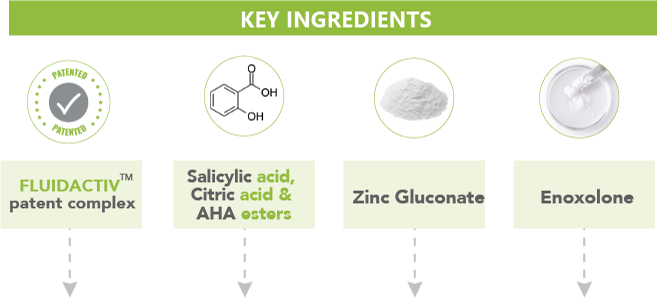 KEY INGREDIENTS
PATENTED
PATENTED
O
OH
OH
FLUIDACTIV™
patent complex
Salicylic acid,
Citric acid &
AHA esters
Zinc Gluconate
Enoxolone